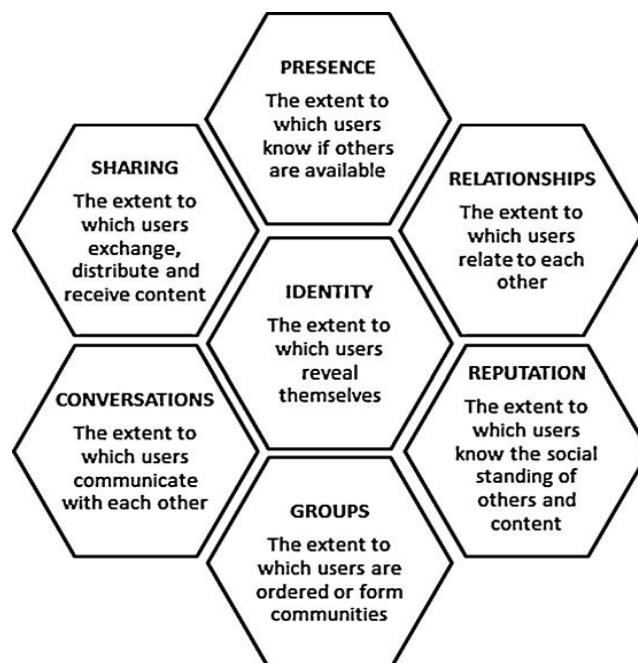 PRESENCE
The extent to
which users
know if others
are available
SHARING
The extent to
which users
exchange,
distribute and
receive content
RELATIONSHIPS
The extent to
which users
relate to each
other
IDENTITY
The extent to
which users
reveal
themselves
CONVERSATIONS
The extent to
which users
communicate
with each other
REPUTATION
The extent to
which users
know the social
standing of
others and
content
GROUPS
The extent to
which users are
ordered or form
communities